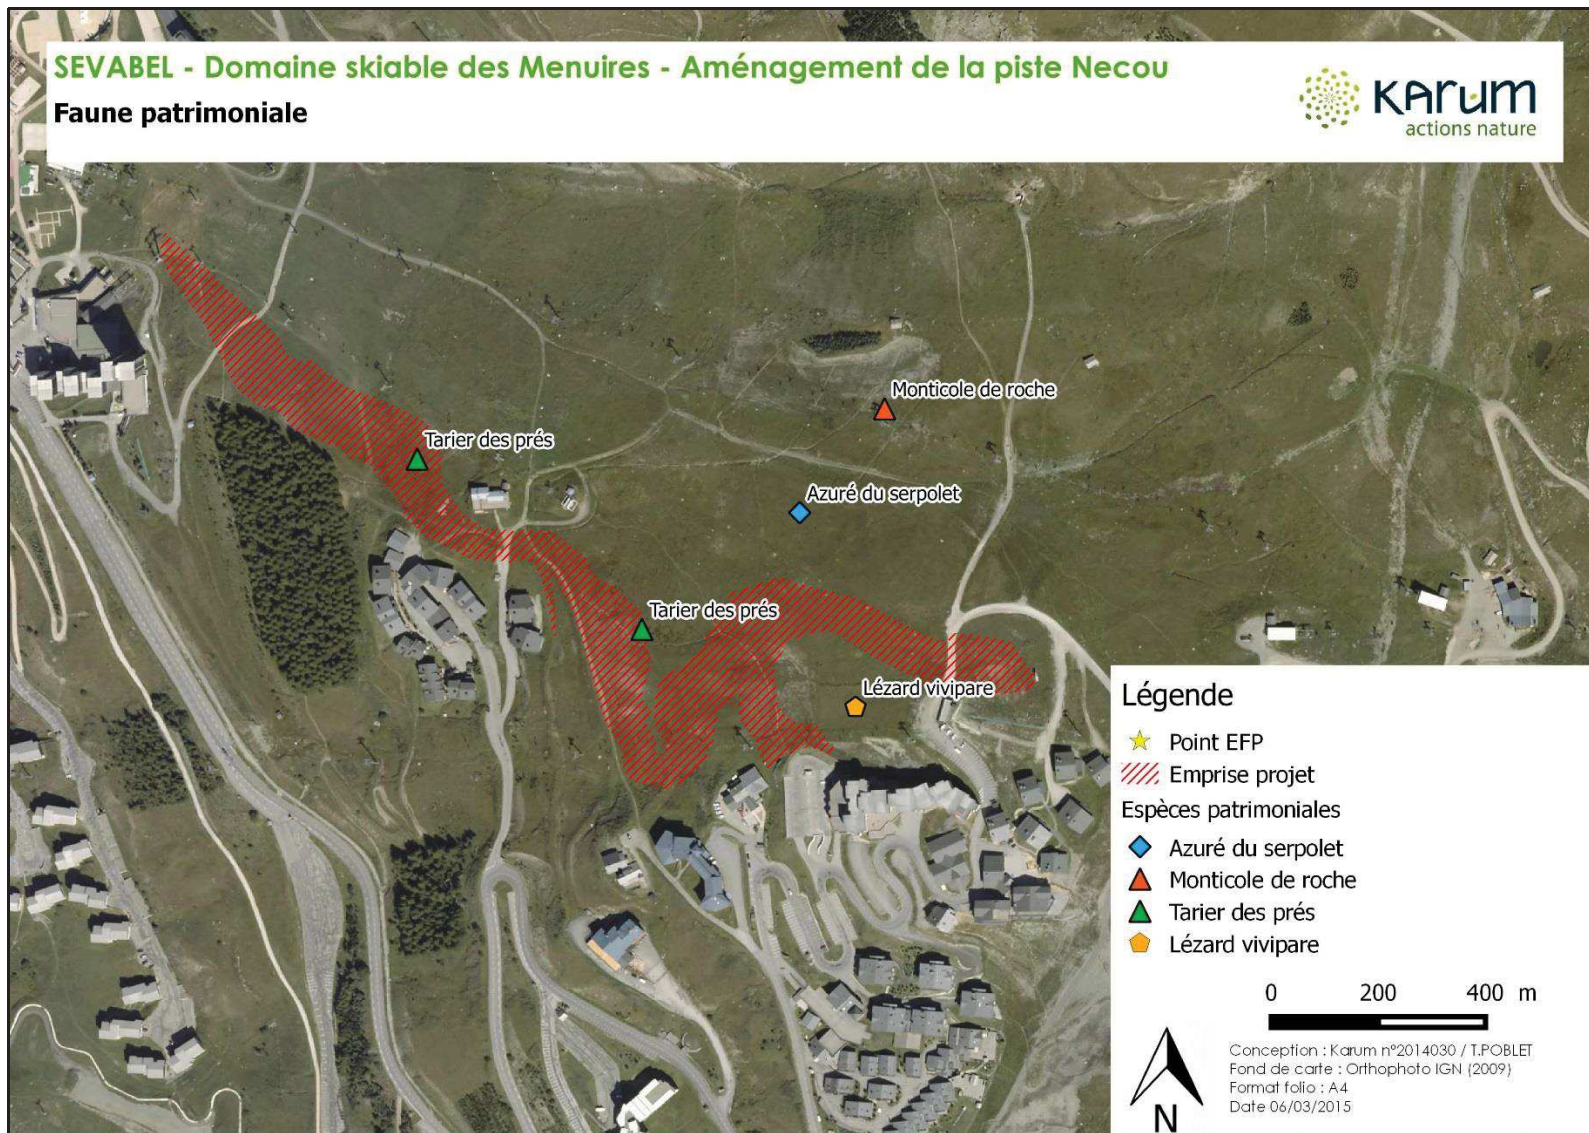 SEVABEL - Domaine skiable des Menuires - Aménagement de la piste Necou
Faune patrimoniale
KARUM
actions nature
Monticole de roche
Tarier des prés
Azuré du serpolet
Tarier des prés
Lézard vivipare
Légende
Point EFP
Emprise projet
Espèces patrimoniales
Azuré du serpolet
Monticole de roche
Tarier des prés
Lézard vivipare
0 200 400 m
Conception : Karum n°2014030 / T.POBLET
Fond de carte : Orthophoto IGN (2009)
Format folio : A4
Date 06/03/2015
N